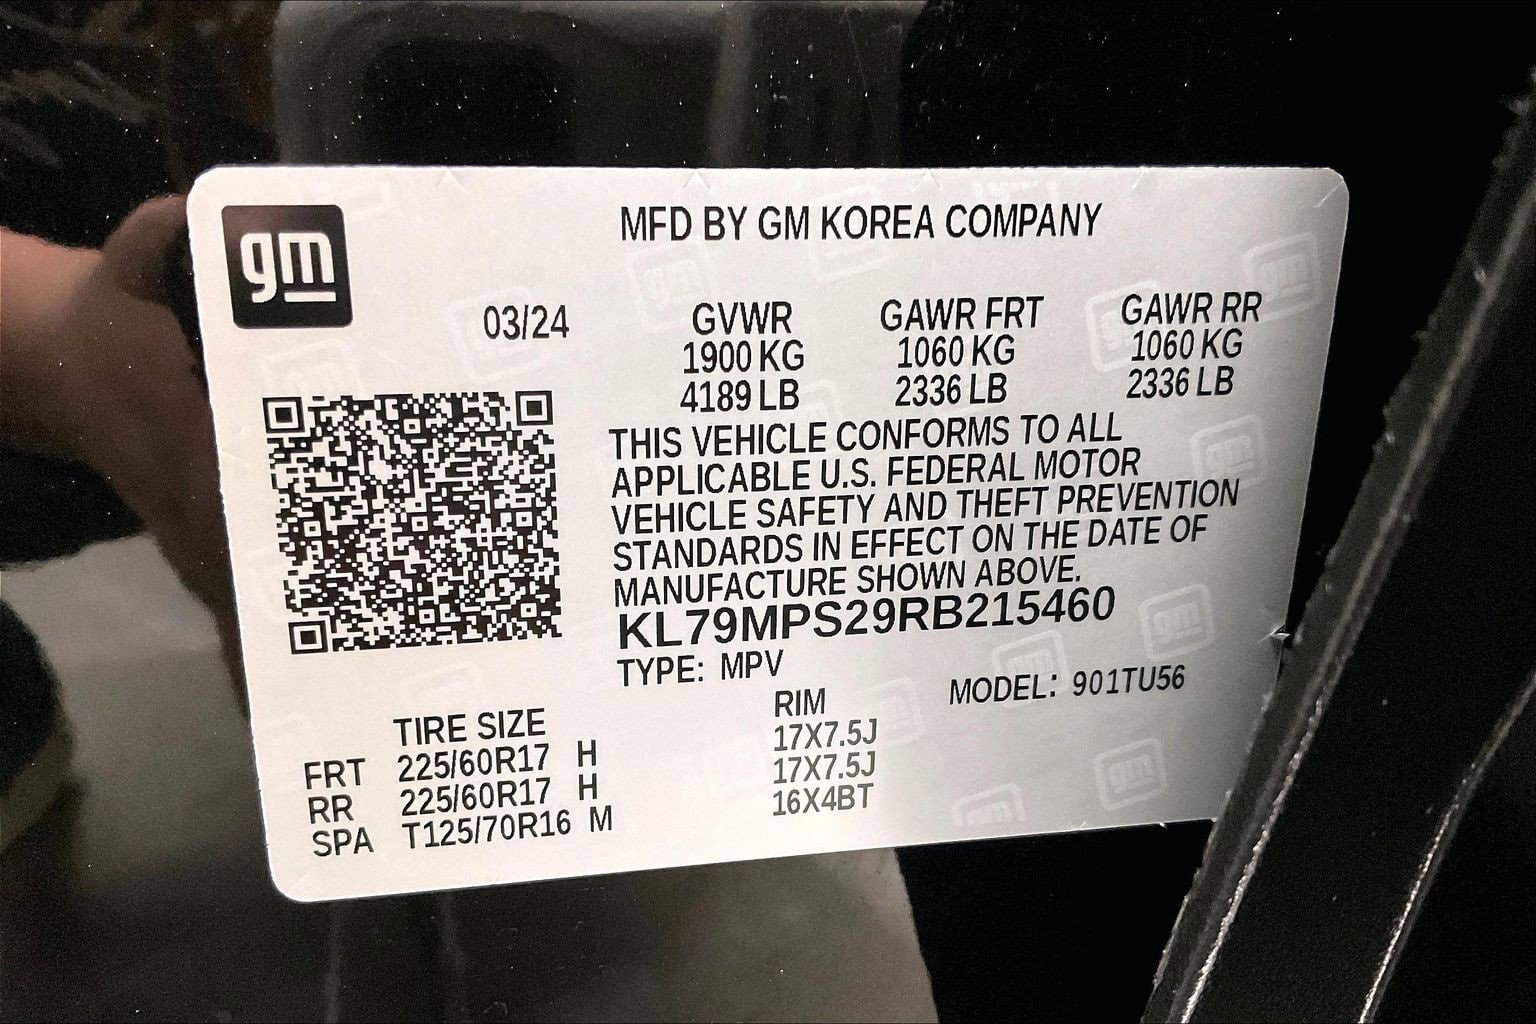 gm
MFD BY GM KOREA COMPANY
03/24 GVWR GAWR FRT GAWR RR
1900 KG 1060 KG 1060 KG
4189 LB 2336 LB 2336 LB
THIS VEHICLE CONFORMS TO ALL
APPLICABLE U.S. FEDERAL MOTOR
VEHICLE SAFETY AND THEFT PREVENTION
STANDARDS IN EFFECT ON THE DATE OF
MANUFACTURE SHOWN ABOVE.
KL79MPS29RB215460
TYPE: MPV MODEL: 901TU56
TIRE SIZE RIM
FRT 225/60R17 H 17X7.5J
RR 225/60R17 H 17X7.5J
SPA T125/70R16 M 16X4BT